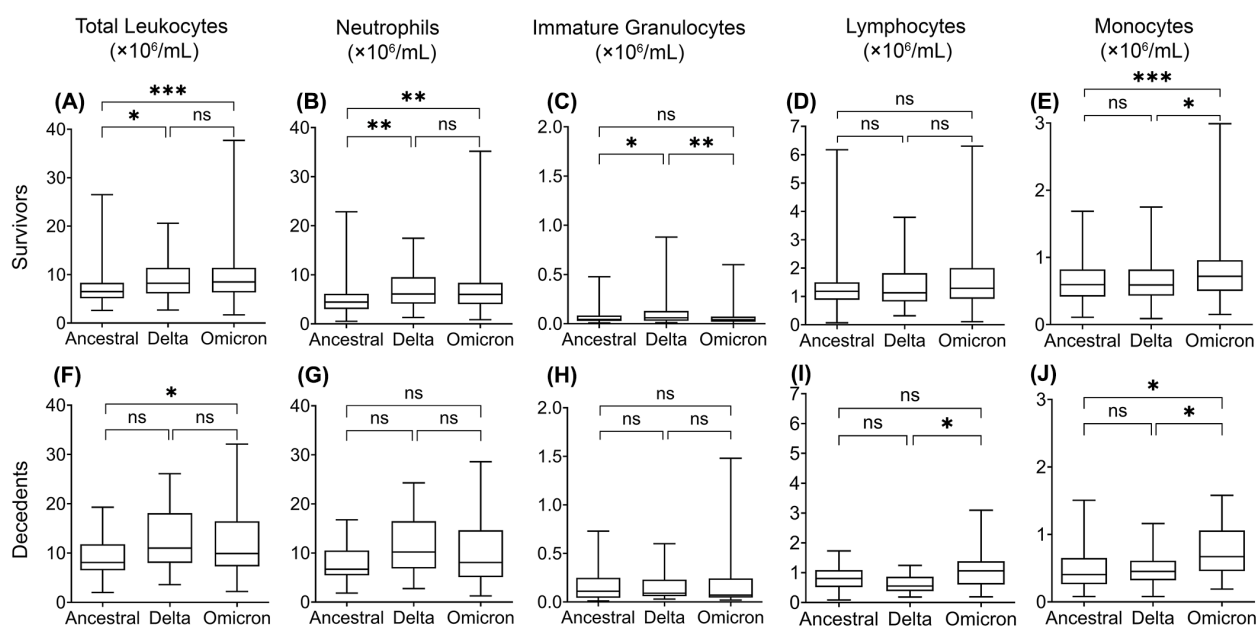 Total Leukocytes
(×10⁶/mL)
Neutrophils
(×10⁶/mL)
Immature Granulocytes
(×10⁶/mL)
Lymphocytes
(×10⁶/mL)
Monocytes
(×10⁶/mL)
Survivors
(A)
***
* ns
40
30
20
10
0
Ancestral Delta Omicron
(B)
**
** ns
40
30
20
10
0
Ancestral Delta Omicron
(C)
ns
* **
2.0
1.5
1.0
0.5
0.0
Ancestral Delta Omicron
(D)
ns
ns ns
7
6
5
4
3
2
1
0
Ancestral Delta Omicron
(E)
***
ns *
3
2
1
0
Ancestral Delta Omicron
Decedents
(F)
*
ns ns
40
30
20
10
0
Ancestral Delta Omicron
(G)
ns
ns ns
40
30
20
10
0
Ancestral Delta Omicron
(H)
ns
ns ns
2.0
1.5
1.0
0.5
0.0
Ancestral Delta Omicron
(I)
ns
ns *
7
6
5
4
3
2
1
0
Ancestral Delta Omicron
(J)
*
ns *
3
2
1
0
Ancestral Delta Omicron